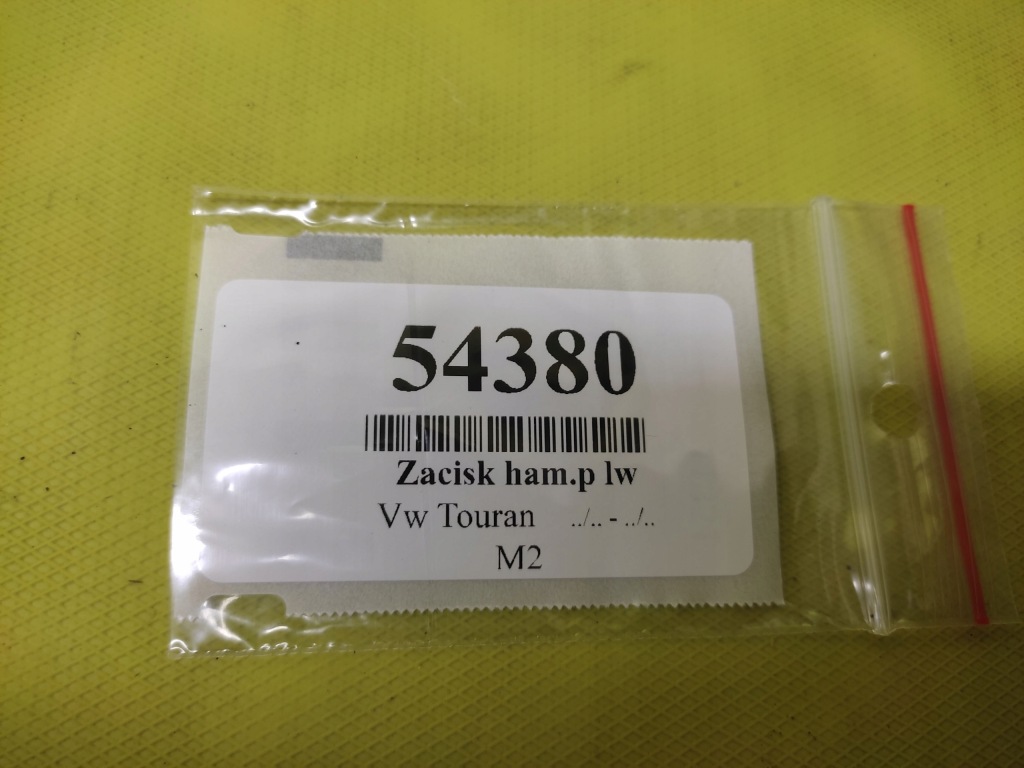 54380
Zacisk ham.p lw
Vw Touran ../.. - ../..
M2